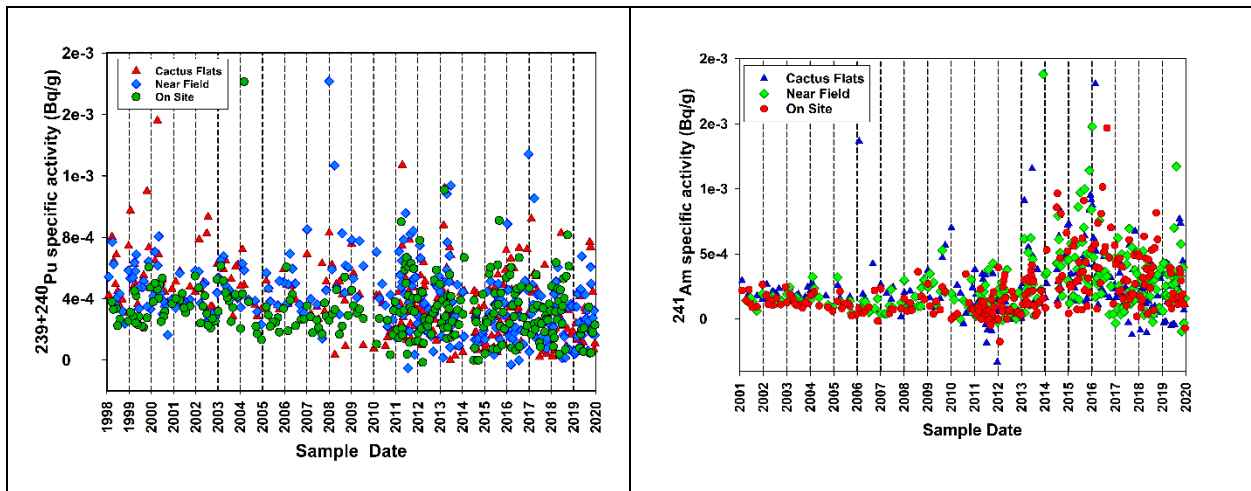 239+240Pu specific activity (Bq/g)
2e-3
2e-3
1e-3
8e-4
4e-4
0
Cactus Flats
Near Field
On Site
1998 1999 2000 2001 2002 2003 2004 2005 2006 2007 2008 2009 2010 2011 2012 2013 2014 2015 2016 2017 2018 2019 2020
Sample Date
241Am specific activity (Bq/g)
2e-3
2e-3
1e-3
5e-4
0
Cactus Flats
Near Field
On Site
2001 2002 2003 2004 2005 2006 2007 2008 2009 2010 2011 2012 2013 2014 2015 2016 2017 2018 2019 2020
Sample Date